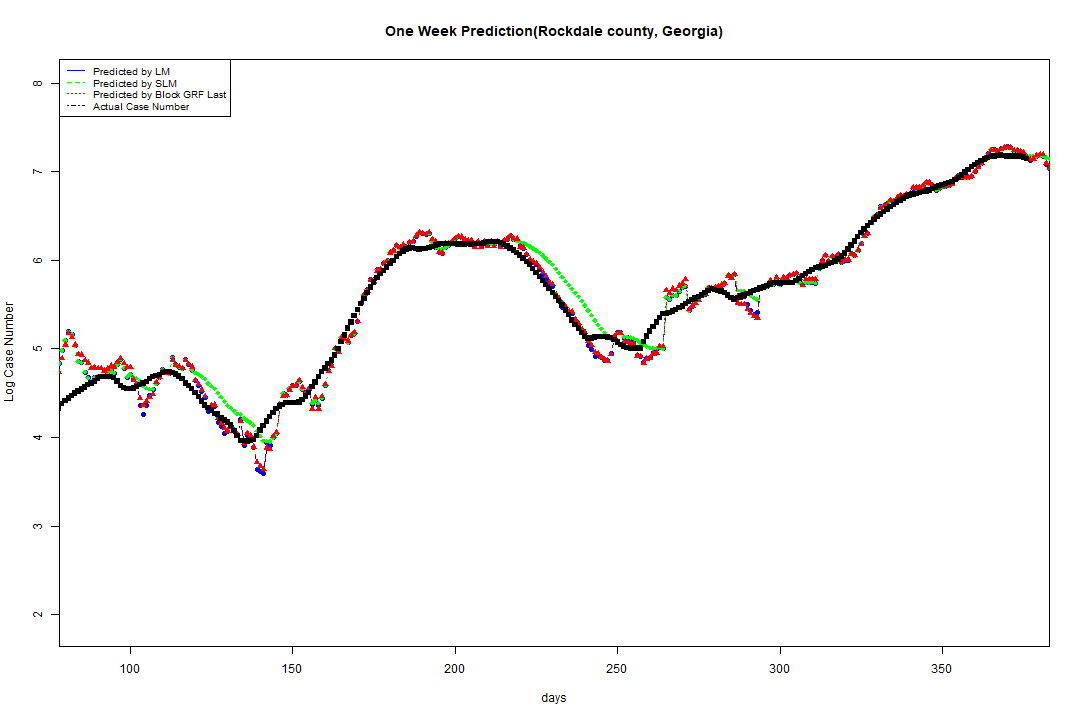 One Week Prediction(Rockdale county, Georgia)
Predicted by LM
Predicted by SLM
Predicted by Block GRF Last
Actual Case Number
8
7
6
5
4
3
2
Log Case Number
100 150 200 250 300 350
days